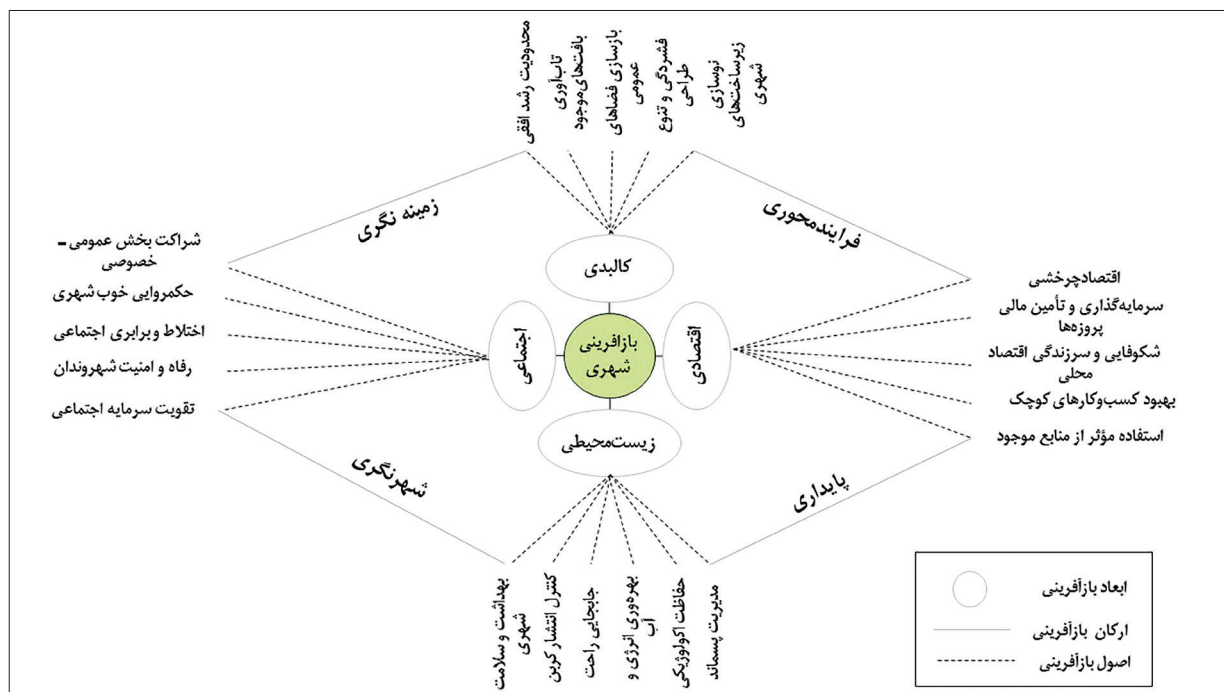 محدودیت رشد افقی
تاب‌آوری
بافت‌های‌موجود
بازسازی فضاهای
عمومی
فشردگی و تنوع
طراحی
نوسازی
زیرساخت‌های
شهری
زمینه نگری
فرایندمحوری
شراکت بخش عمومی –
خصوصی
حکمروایی خوب شهری
اختلاط وبرابری اجتماعی
رفاه و امنیت شهروندان
تقویت سرمایه اجتماعی
کالبدی
اجتماعی
بازافرینی
شهری
اقتصادی
زیست‌محیطی
اقتصادچرخشی
سرمایه‌گذاری و تأمین مالی
پروزه‌ها
شکوفایی و سرزندگی اقتصاد
محلی
بهبود کسب‌وکارهای کوچک
استفاده مؤثر از منابع موجود
شهرنگری
پایداری
بهداشت و سلامت
شهری
کنترل انتشار کربن
جابجایی راحت
بهره‌وری انرژی و
آب
حفاظت اکولوژیکی
مدیریت پسماند
ابعاد بازآفرینی
ارکان بازآفرینی
اصول بازآفرینی